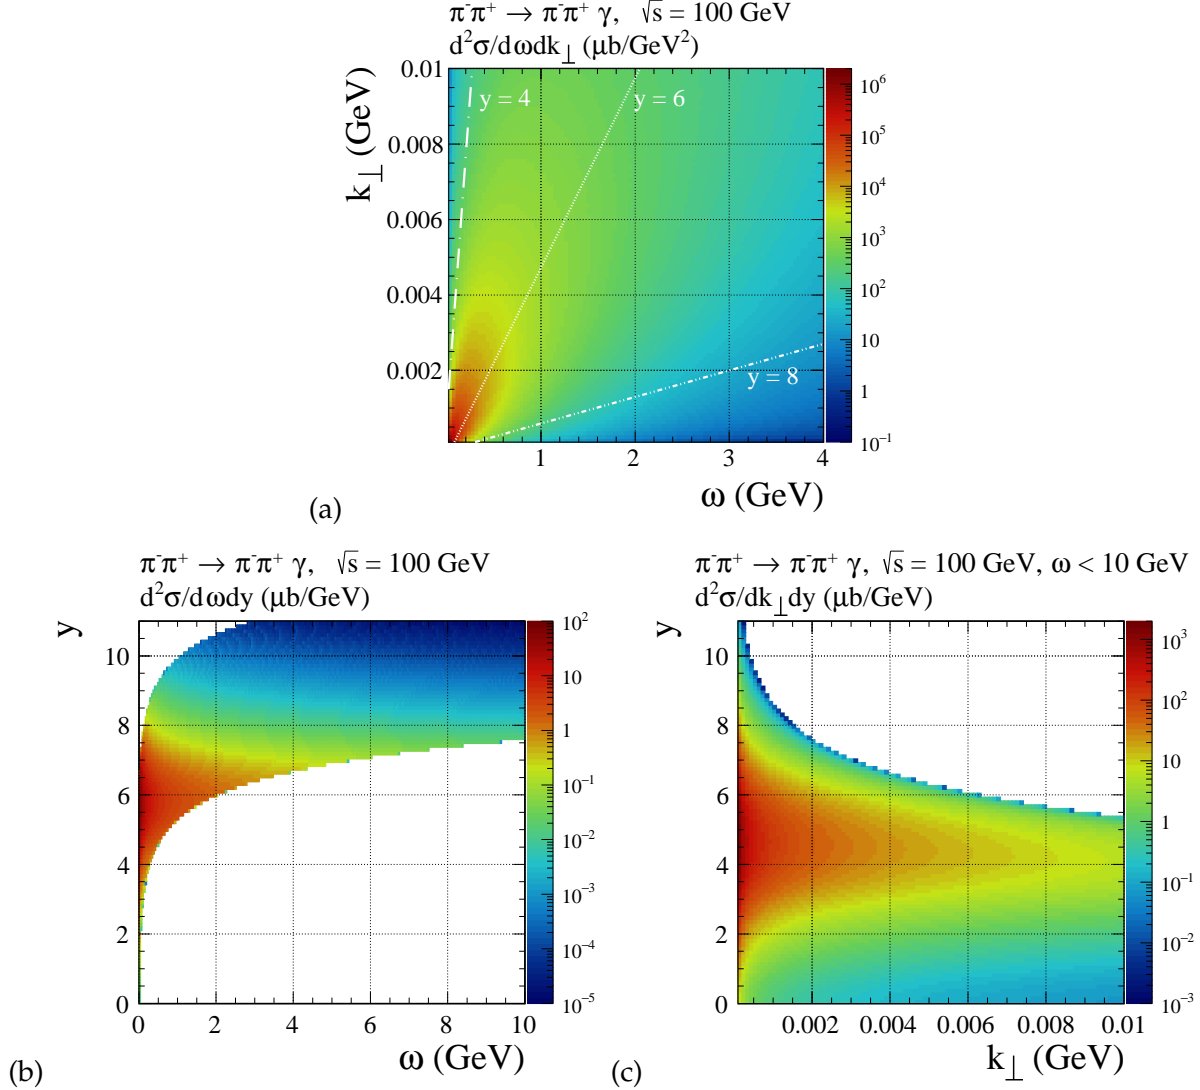 π⁻π⁺ → π⁻π⁺ γ, √s = 100 GeV
d²σ/dωdk⊥ (μb/GeV²)
k⊥ (GeV)
0.01
0.008
0.006
0.004
0.002
y = 4
y = 6
y = 8
1 2 3 4
ω (GeV)
10⁶
10⁵
10⁴
10³
10²
10
1
10⁻¹
(a)
π⁻π⁺ → π⁻π⁺ γ, √s = 100 GeV
d²σ/dωdy (μb/GeV)
y
10
8
6
4
2
0
0 2 4 6 8 10
ω (GeV)
10²
10
1
10⁻¹
10⁻²
10⁻³
10⁻⁴
10⁻⁵
(b)
π⁻π⁺ → π⁻π⁺ γ, √s = 100 GeV, ω < 10 GeV
d²σ/dk⊥dy (μb/GeV)
y
10
8
6
4
2
0
0.002 0.004 0.006 0.008 0.01
k⊥ (GeV)
10³
10²
10
1
10⁻¹
10⁻²
10⁻³
(c)